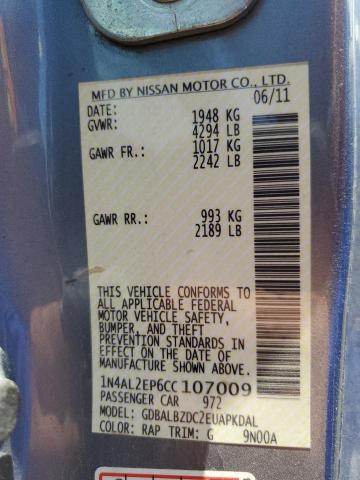 MFD BY NISSAN MOTOR CO., LTD.
DATE: 06/11
GVWR: 1948 KG
4294 LB
GAWR FR.: 1017 KG
2242 LB
GAWR RR.: 993 KG
2189 LB
THIS VEHICLE CONFORMS TO
ALL APPLICABLE FEDERAL
MOTOR VEHICLE SAFETY,
BUMPER, AND THEFT
PREVENTION STANDARDS IN
EFFECT ON THE DATE OF
MANUFACTURE SHOWN ABOVE.
1N4AL2EP6CC107009
PASSENGER CAR 972
MODEL: GDBALBZDC2EUAPKDAL
COLOR: RAP TRIM: G 9N00A